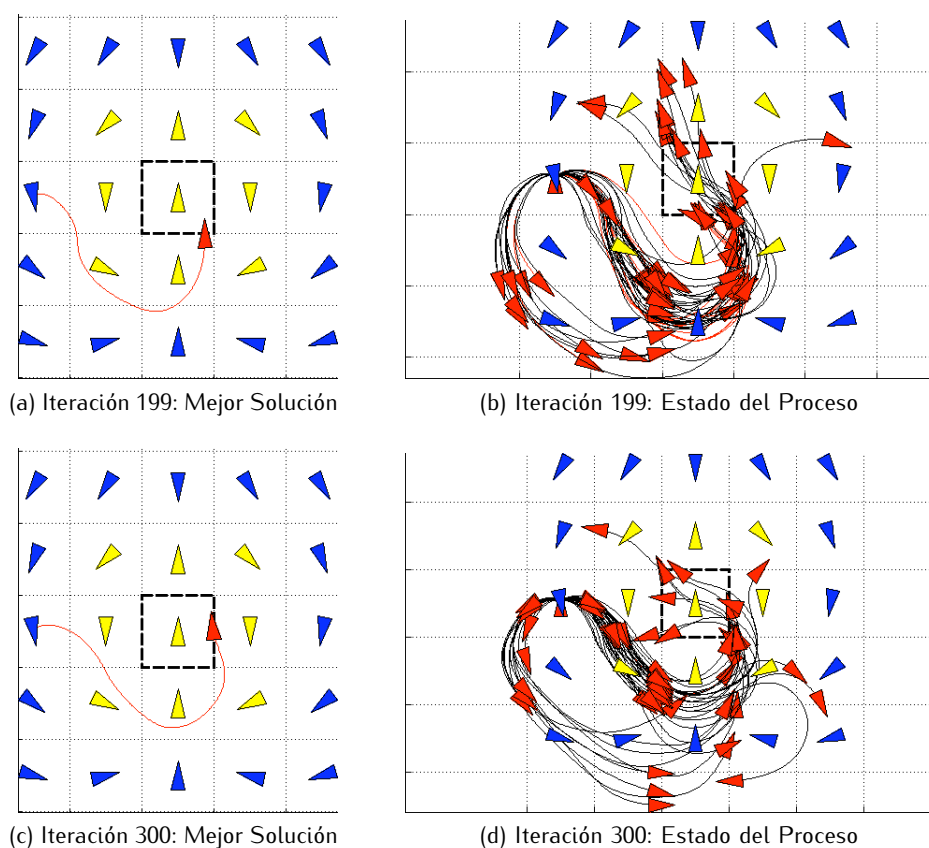 (a) Iteración 199: Mejor Solución
(b) Iteración 199: Estado del Proceso
(c) Iteración 300: Mejor Solución
(d) Iteración 300: Estado del Proceso